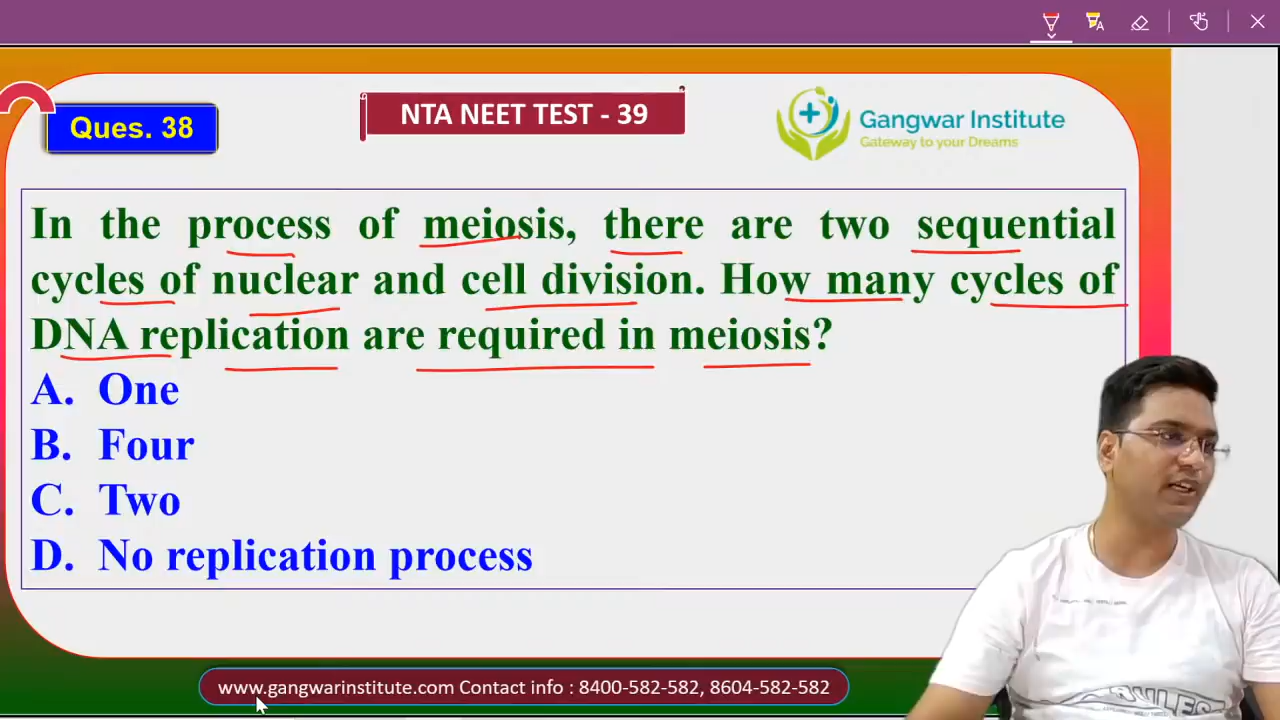 Ques. 38
NTA NEET TEST - 39
Gangwar Institute
Gateway to your Dreams
In the process of meiosis, there are two sequential
cycles of nuclear and cell division. How many cycles of
DNA replication are required in meiosis?
A. One
B. Four
C. Two
D. No replication process
www.gangwarinstitute.com Contact info : 8400-582-582, 8604-582-582